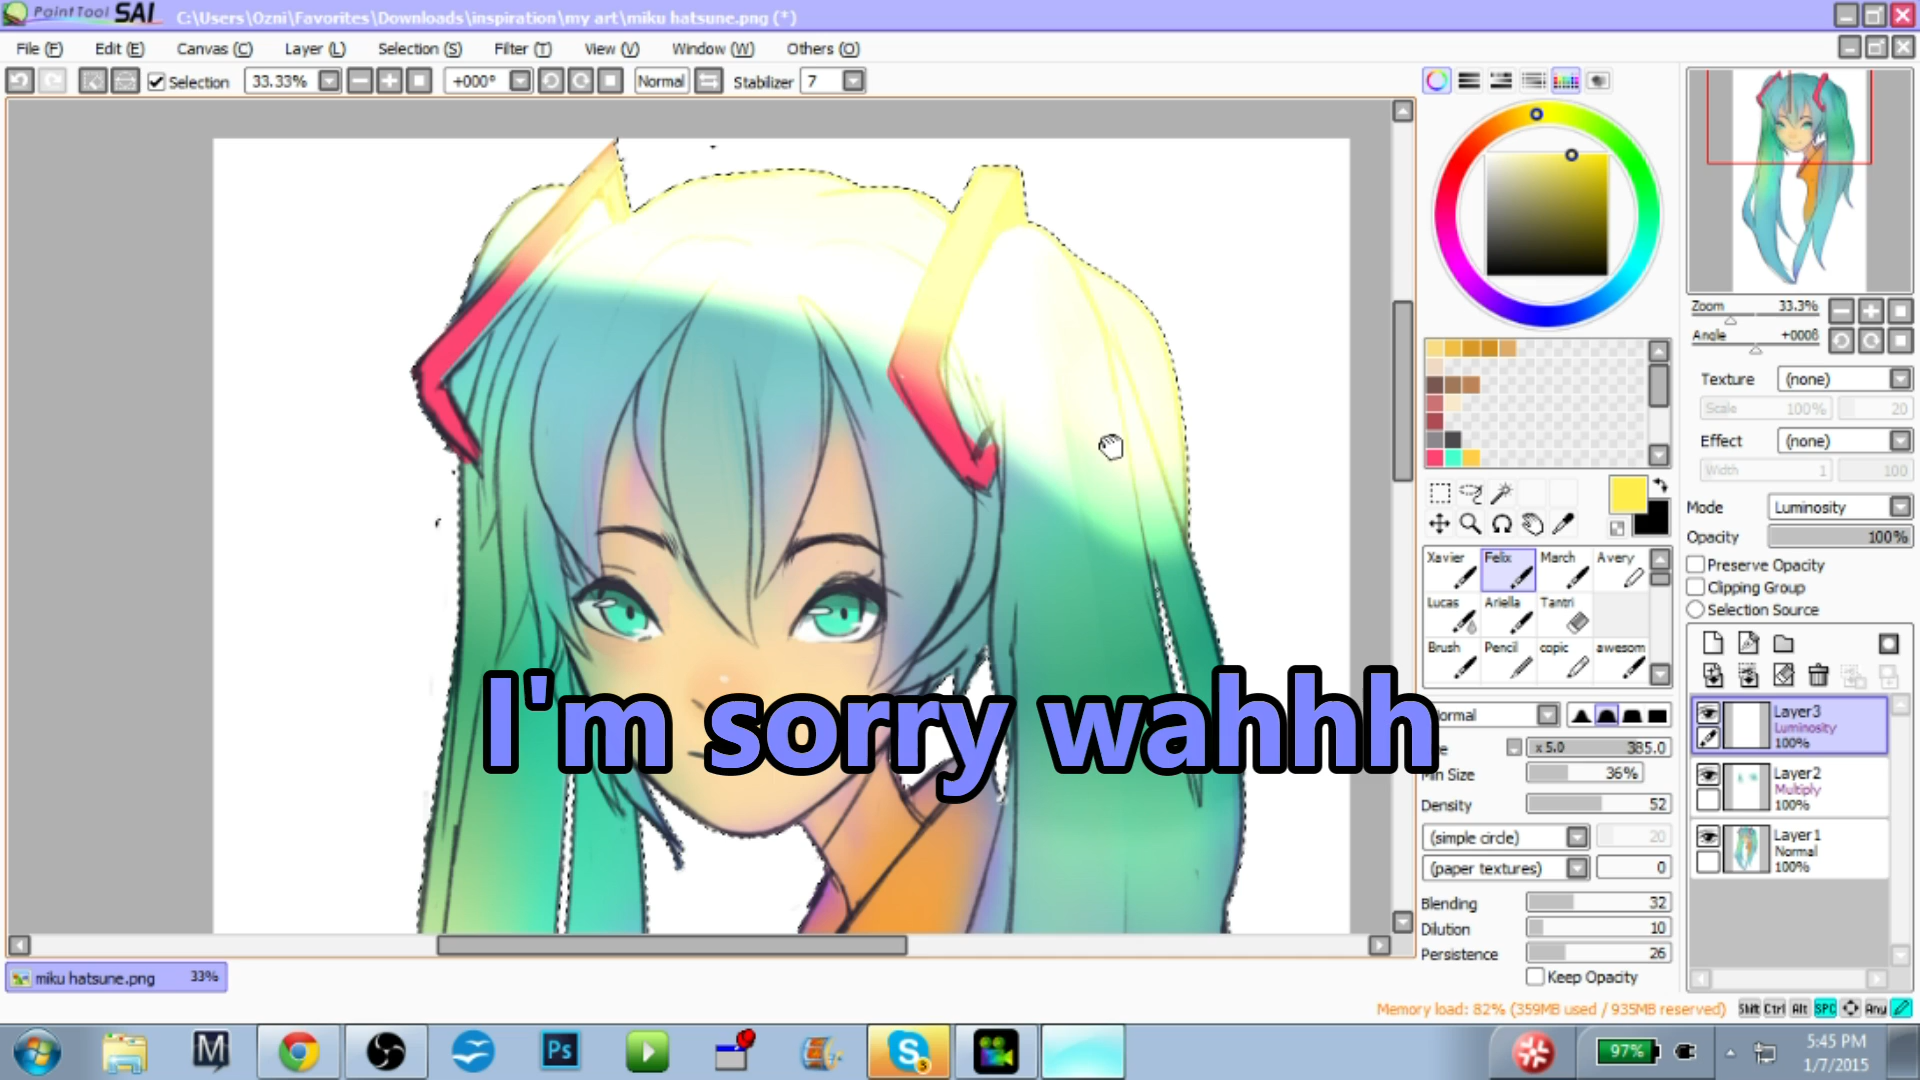 PaintTool SAI C:\Users\Ozni\Favorites\Downloads\inspiration\my art\miku hatsune.png (*)
File (F) Edit (E) Canvas (C) Layer (L) Selection (S) Filter (T) View (V) Window (W) Others (O)
Selection 33.33% +000° Normal Stabilizer 7
Zoom 33.3%
Angle +000δ
Texture (none)
Scale 100% 20
Effect (none)
Width 1 100
Mode Luminosity
Opacity 100%
Preserve Opacity
Clipping Group
Selection Source
Xavier Felix March Avery
Lucas Ariella Tantri
Brush Pencil copic awesom
ormal
e x 5.0 385.0
in Size 36%
Density 52
(simple circle) 20
(paper textures) 0
Blending 32
Dilution 10
Persistence 26
Keep Opacity
Layer3
Luminosity
100%
Layer2
Multiply
100%
Layer1
Normal
100%
I'm sorry wahhh
miku hatsune.png 33%
Memory load: 82% (359MB used / 935MB reserved) Shift Ctrl Alt SPC Any
M Ps S 5 97% 5:45 PM
1/7/2015